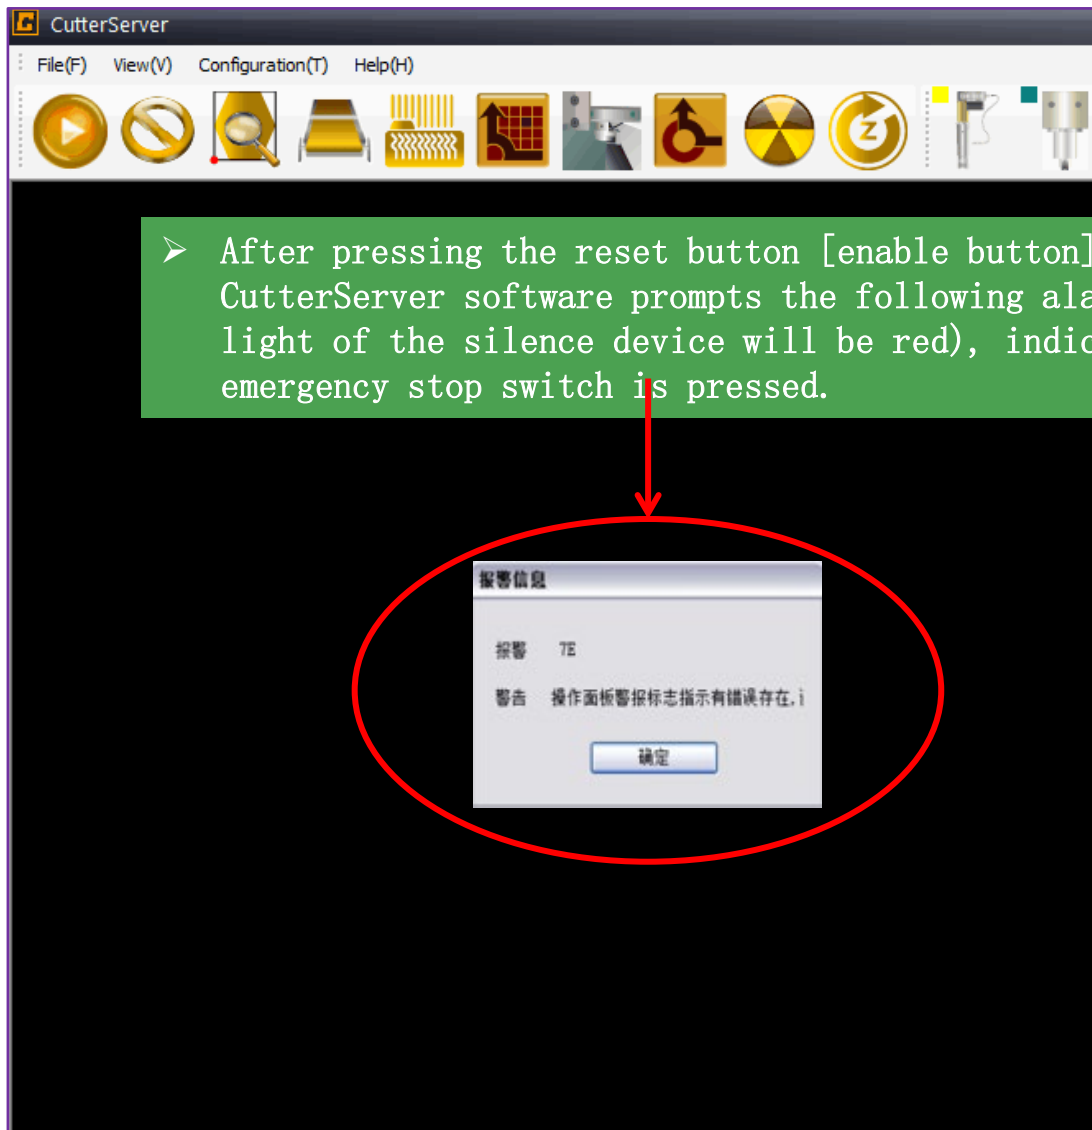 CutterServer
File(F) View(V) Configuration(T) Help(H)
Z
➢ After pressing the reset button [enable button]
CutterServer software prompts the following ala
light of the silence device will be red), indic
emergency stop switch is pressed.
报警信息
报警 7E
警告 操作面板警报标志指示有错误存在,i
确定